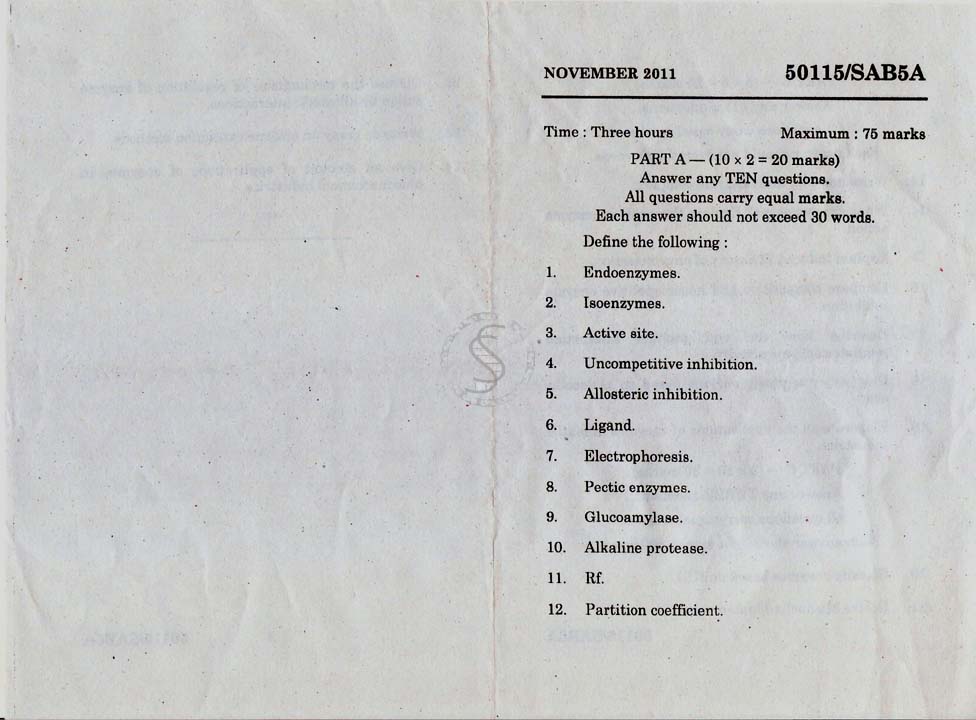 NOVEMBER 2011 50115/SAB5A
Time : Three hours Maximum : 75 marks
PART A — (10 × 2 = 20 marks)
Answer any TEN questions.
All questions carry equal marks.
Each answer should not exceed 30 words.
Define the following :
1. Endoenzymes.
2. Isoenzymes.
3. Active site.
4. Uncompetitive inhibition.
5. Allosteric inhibition.
6. Ligand.
7. Electrophoresis.
8. Pectic enzymes.
9. Glucoamylase.
10. Alkaline protease.
11. Rf.
12. Partition coefficient.